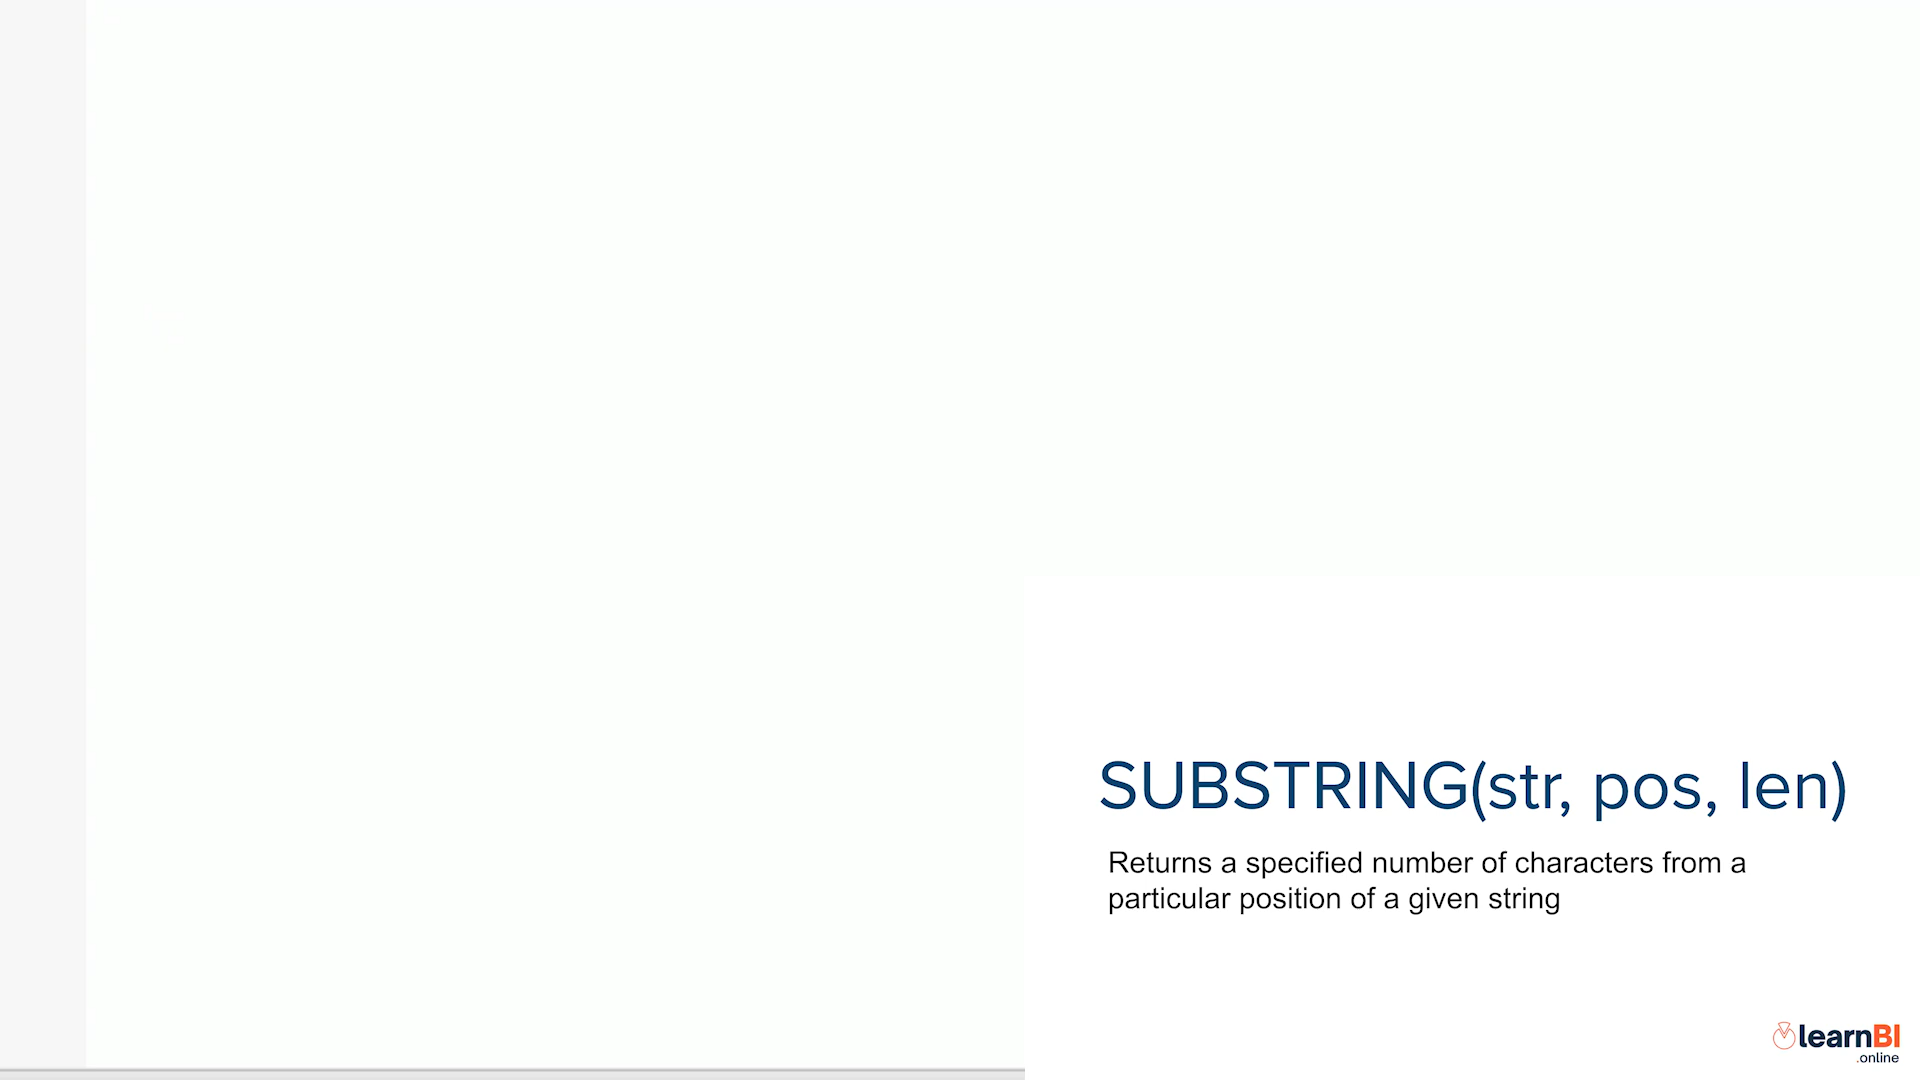 SUBSTRING(str, pos, len)
Returns a specified number of characters from a
particular position of a given string
learnBI
.online